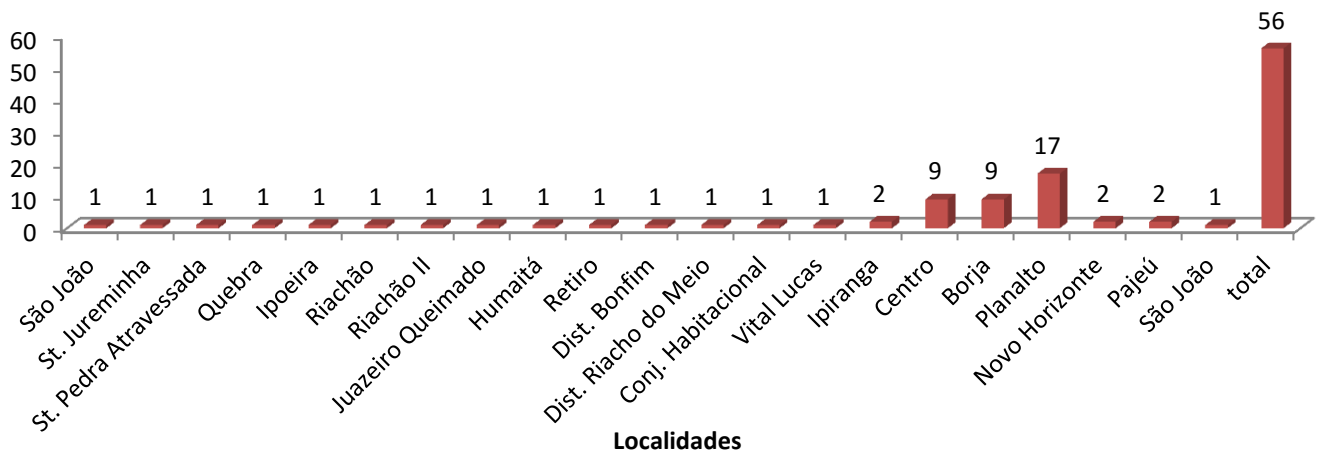 56
60
50
40
30
20
10
0
1 1 1 1 1 1 1 1 1 1 1 1 1 1 2 9 9 17 2 2 1
São João
St. Jureminha
St. Pedra Atravessada
Quebra
Ipoeira
Riachão
Riachão II
Juazeiro Queimado
Humaitá
Retiro
Dist. Bonfim
Dist. Riacho do Meio
Conj. Habitacional
Vital Lucas
Ipiranga
Centro
Borja
Planalto
Novo Horizonte
Pajeú
São João
total
Localidades